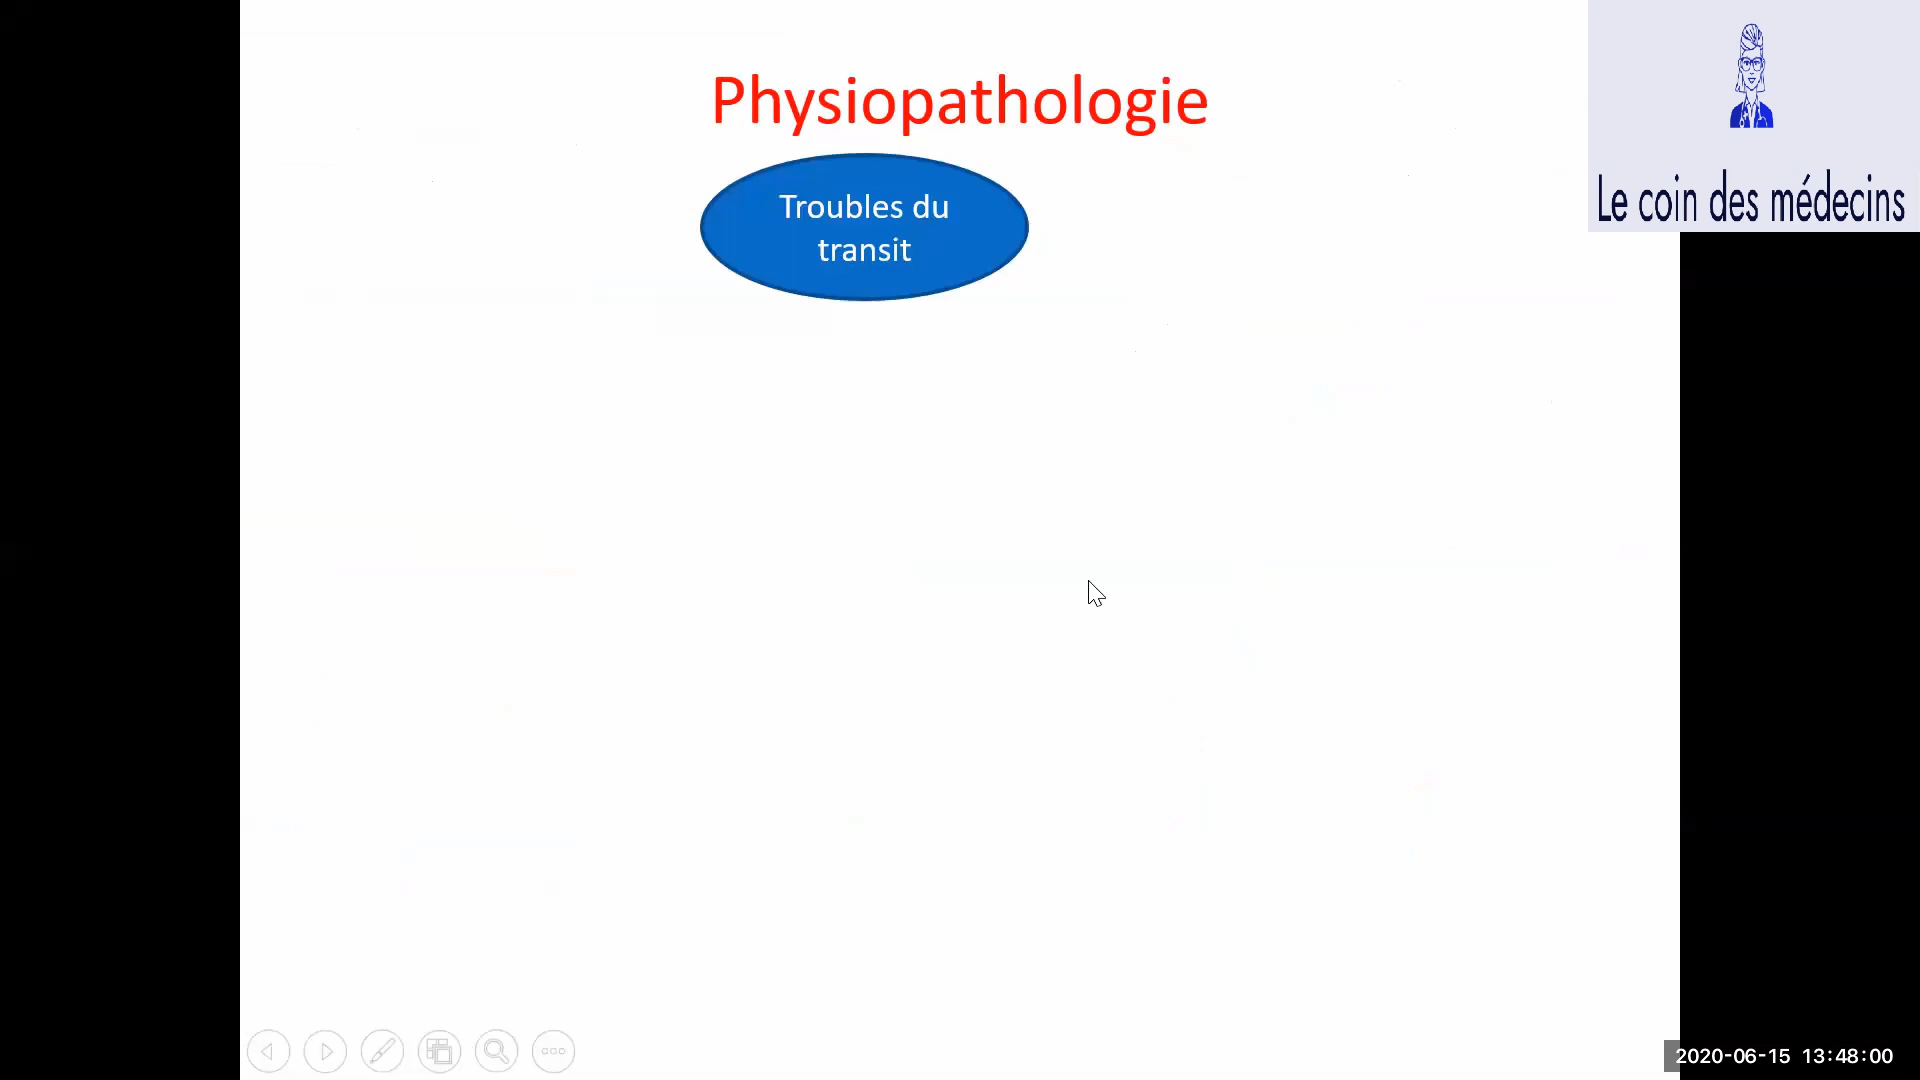 Physiopathologie
Troubles du
transit
Le coin des médecins
2020-06-15 13:48:00